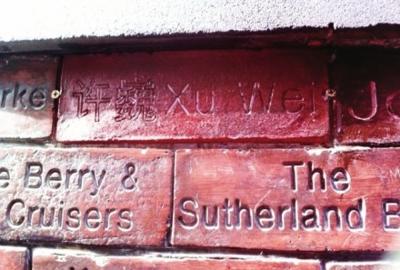 rke
许巍 Xu Wei
Jo
e Berry &
Cruisers
The
Sutherland B